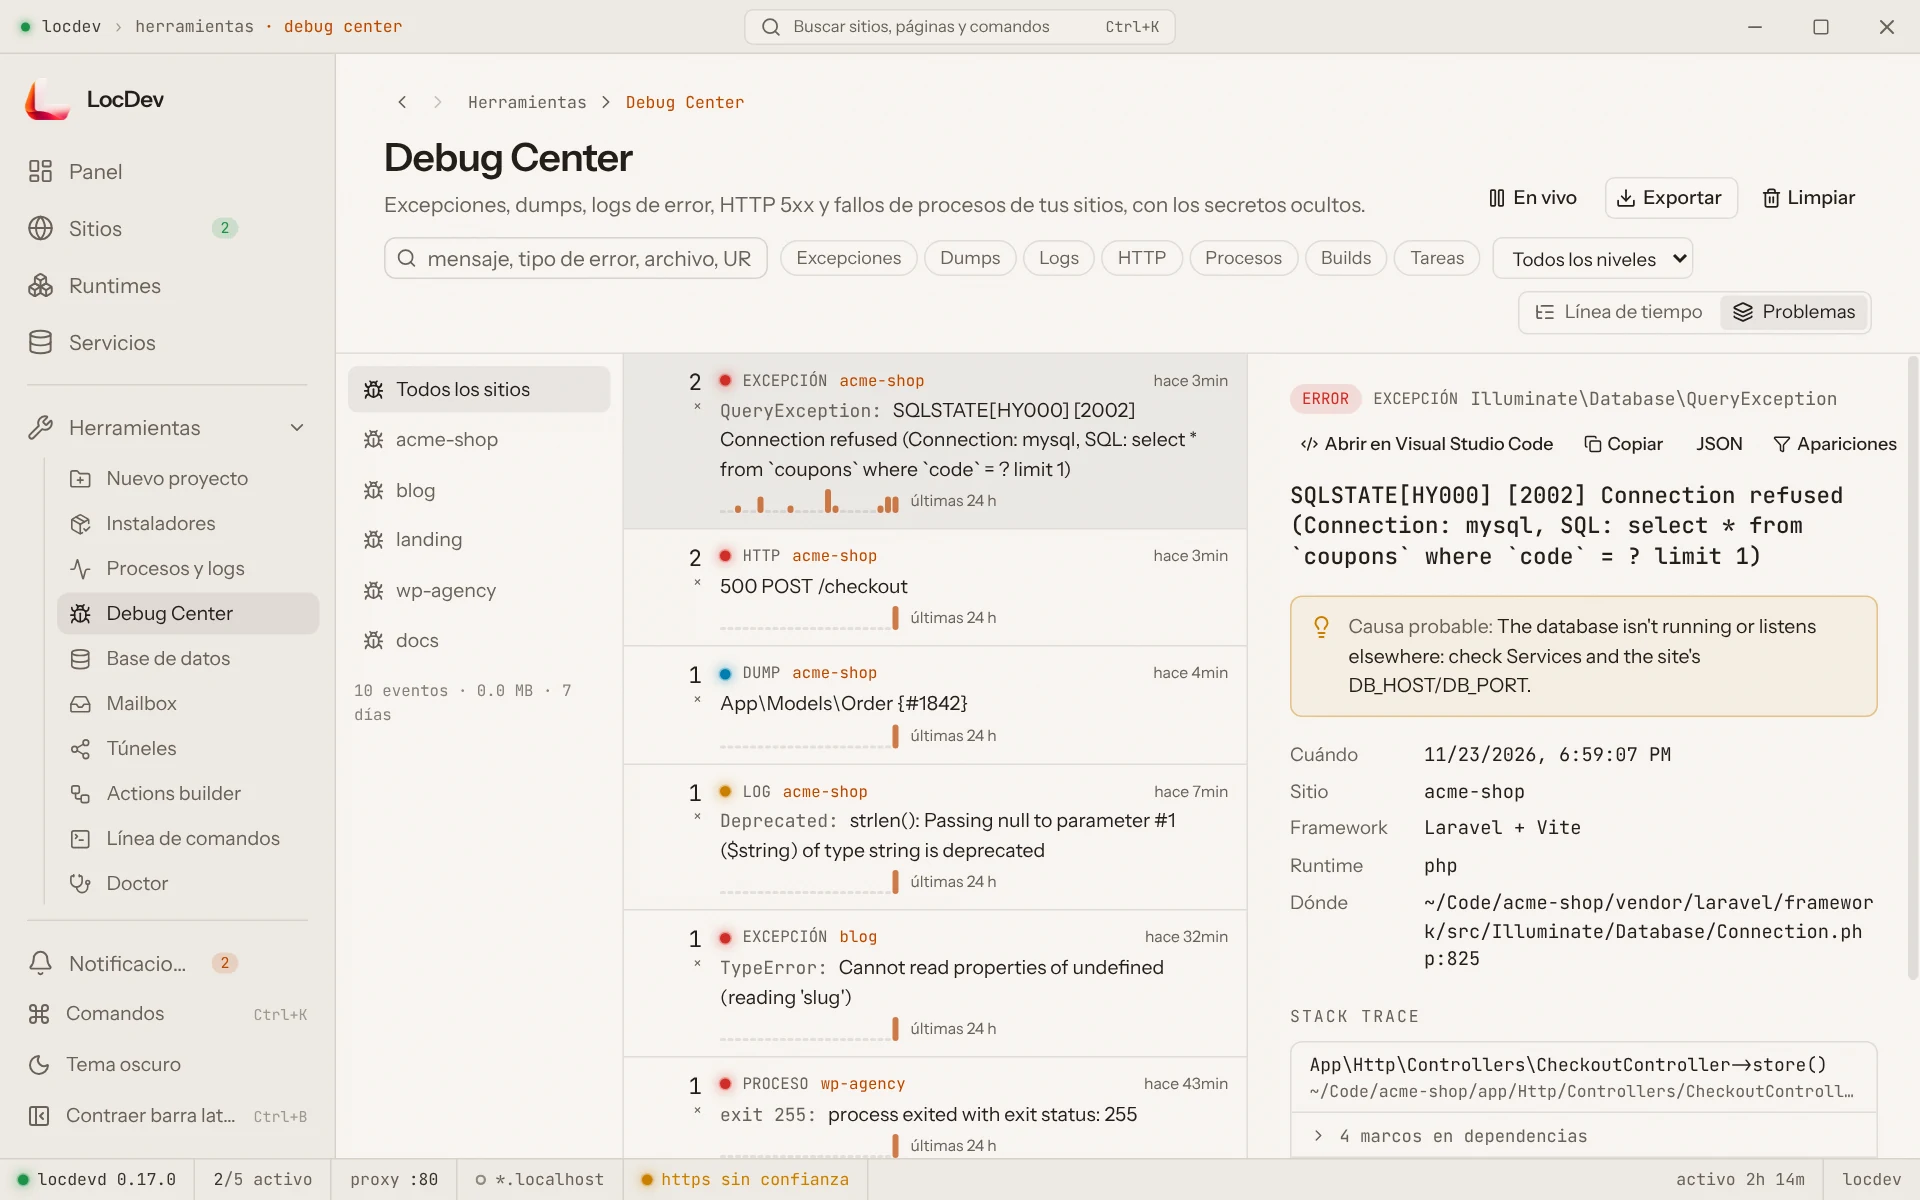 locdev › herramientas · debug center
Buscar sitios, páginas y comandos Ctrl+K
LocDev
Panel
Sitios 2
Runtimes
Servicios
Herramientas
Nuevo proyecto
Instaladores
Procesos y logs
Debug Center
Base de datos
Mailbox
Túneles
Actions builder
Línea de comandos
Doctor
Notificacio... 2
Comandos Ctrl+K
Tema oscuro
Contraer barra lat... Ctrl+B
Herramientas > Debug Center
Debug Center
Excepciones, dumps, logs de error, HTTP 5xx y fallos de procesos de tus sitios, con los secretos ocultos.
En vivo
Exportar
Limpiar
mensaje, tipo de error, archivo, UR
Excepciones
Dumps
Logs
HTTP
Procesos
Builds
Tareas
Todos los niveles
Línea de tiempo
Problemas
Todos los sitios
acme-shop
blog
landing
wp-agency
docs
10 eventos · 0.0 MB · 7
días
2 × EXCEPCIÓN acme-shop hace 3min
QueryException: SQLSTATE[HY000] [2002]
Connection refused (Connection: mysql, SQL: select *
from `coupons` where `code` = ? limit 1)
últimas 24 h
2 × HTTP acme-shop hace 3min
500 POST /checkout
últimas 24 h
1 × DUMP acme-shop hace 4min
App\Models\Order {#1842}
últimas 24 h
1 × LOG acme-shop hace 7min
Deprecated: strlen(): Passing null to parameter #1
($string) of type string is deprecated
últimas 24 h
1 × EXCEPCIÓN blog hace 32min
TypeError: Cannot read properties of undefined
(reading 'slug')
últimas 24 h
1 × PROCESO wp-agency hace 43min
exit 255: process exited with exit status: 255
últimas 24 h
ERROR EXCEPCIÓN Illuminate\Database\QueryException
Abrir en Visual Studio Code
Copiar
JSON
Apariciones
SQLSTATE[HY000] [2002] Connection refused
(Connection: mysql, SQL: select * from
`coupons` where `code` = ? limit 1)
Causa probable: The database isn't running or listens
elsewhere: check Services and the site's
DB_HOST/DB_PORT.
Cuándo 11/23/2026, 6:59:07 PM
Sitio acme-shop
Framework Laravel + Vite
Runtime php
Dónde ~/Code/acme-shop/vendor/laravel/framewor
k/src/Illuminate/Database/Connection.ph
p:825
STACK TRACE
App\Http\Controllers\CheckoutController->store()
~/Code/acme-shop/app/Http/Controllers/CheckoutControll…
4 marcos en dependencias
locdevd 0.17.0
2/5 activo
proxy :80
*.localhost
https sin confianza
activo 2h 14m
locdev